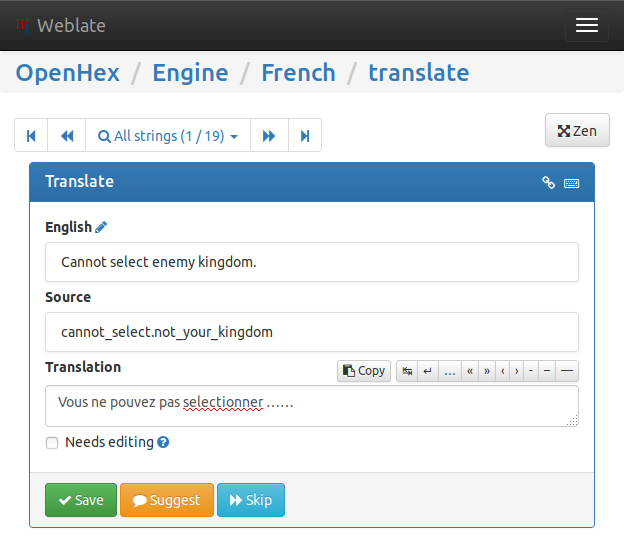 Weblate
OpenHex / Engine / French / translate
All strings (1 / 19)
Zen
Translate
English
Cannot select enemy kingdom.
Source
cannot_select.not_your_kingdom
Translation Copy ↹ ↵ … « » ‹ › - – —
Vous ne pouvez pas selectionner ……
Needs editing
Save Suggest Skip